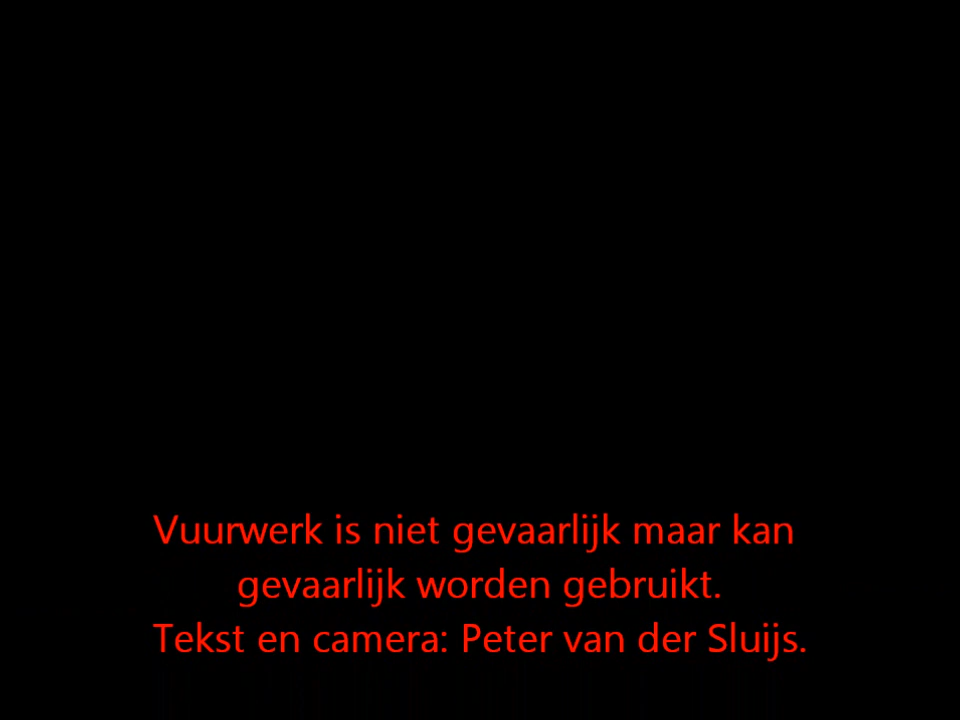 Vuurwerk is niet gevaarlijk maar kan
gevaarlijk worden gebruikt.
Tekst en camera: Peter van der Sluijs.